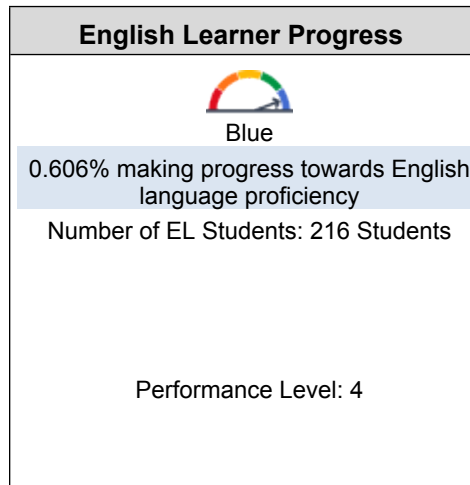 English Learner Progress
Blue
0.606% making progress towards English
language proficiency
Number of EL Students: 216 Students
Performance Level: 4